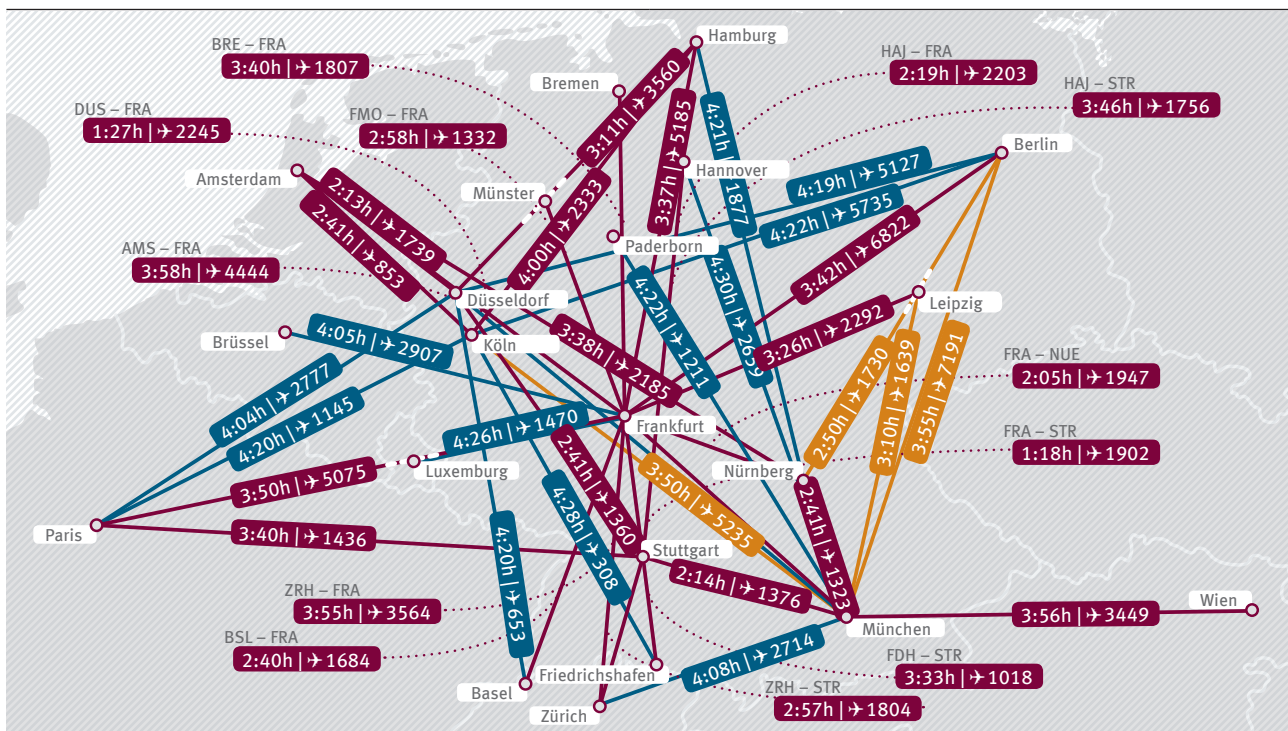 BRE – FRA
3:40h | ✈ 1807
Hamburg
HAJ – FRA
2:19h | ✈ 2203
Bremen
3:11h | ✈ 3560
DUS – FRA
1:27h | ✈ 2245
FMO – FRA
2:58h | ✈ 1332
3:37h | ✈ 5185
4:21h | ✈ 1877
HAJ – STR
3:46h | ✈ 1756
Berlin
Amsterdam
2:13h | ✈ 1739
2:41h | ✈ 853
Münster
4:00h | ✈ 2333
Hannover
4:19h | ✈ 5127
4:22h | ✈ 5735
Paderborn
3:42h | ✈ 6822
AMS – FRA
3:58h | ✈ 4444
Düsseldorf
4:22h | ✈ 1211
4:30h | ✈ 2659
Leipzig
Brüssel
4:05h | ✈ 2907
Köln
3:38h | ✈ 2185
3:26h | ✈ 2292
4:04h | ✈ 2777
4:20h | ✈ 1145
2:50h | ✈ 1730
3:10h | ✈ 1639
3:55h | ✈ 7191
FRA – NUE
2:05h | ✈ 1947
4:26h | ✈ 1470
Frankfurt
FRA – STR
1:18h | ✈ 1902
3:50h | ✈ 5075
Luxemburg
2:41h | ✈ 1360
3:50h | ✈ 5235
Nürnberg
2:41h | ✈ 1323
Paris
3:40h | ✈ 1436
4:20h | ✈ 653
4:28h | ✈ 308
Stuttgart
2:14h | ✈ 1376
ZRH – FRA
3:55h | ✈ 3564
Wien
3:56h | ✈ 3449
München
BSL – FRA
2:40h | ✈ 1684
4:08h | ✈ 2714
FDH – STR
3:33h | ✈ 1018
Friedrichshafen
Basel
Zürich
ZRH – STR
2:57h | ✈ 1804